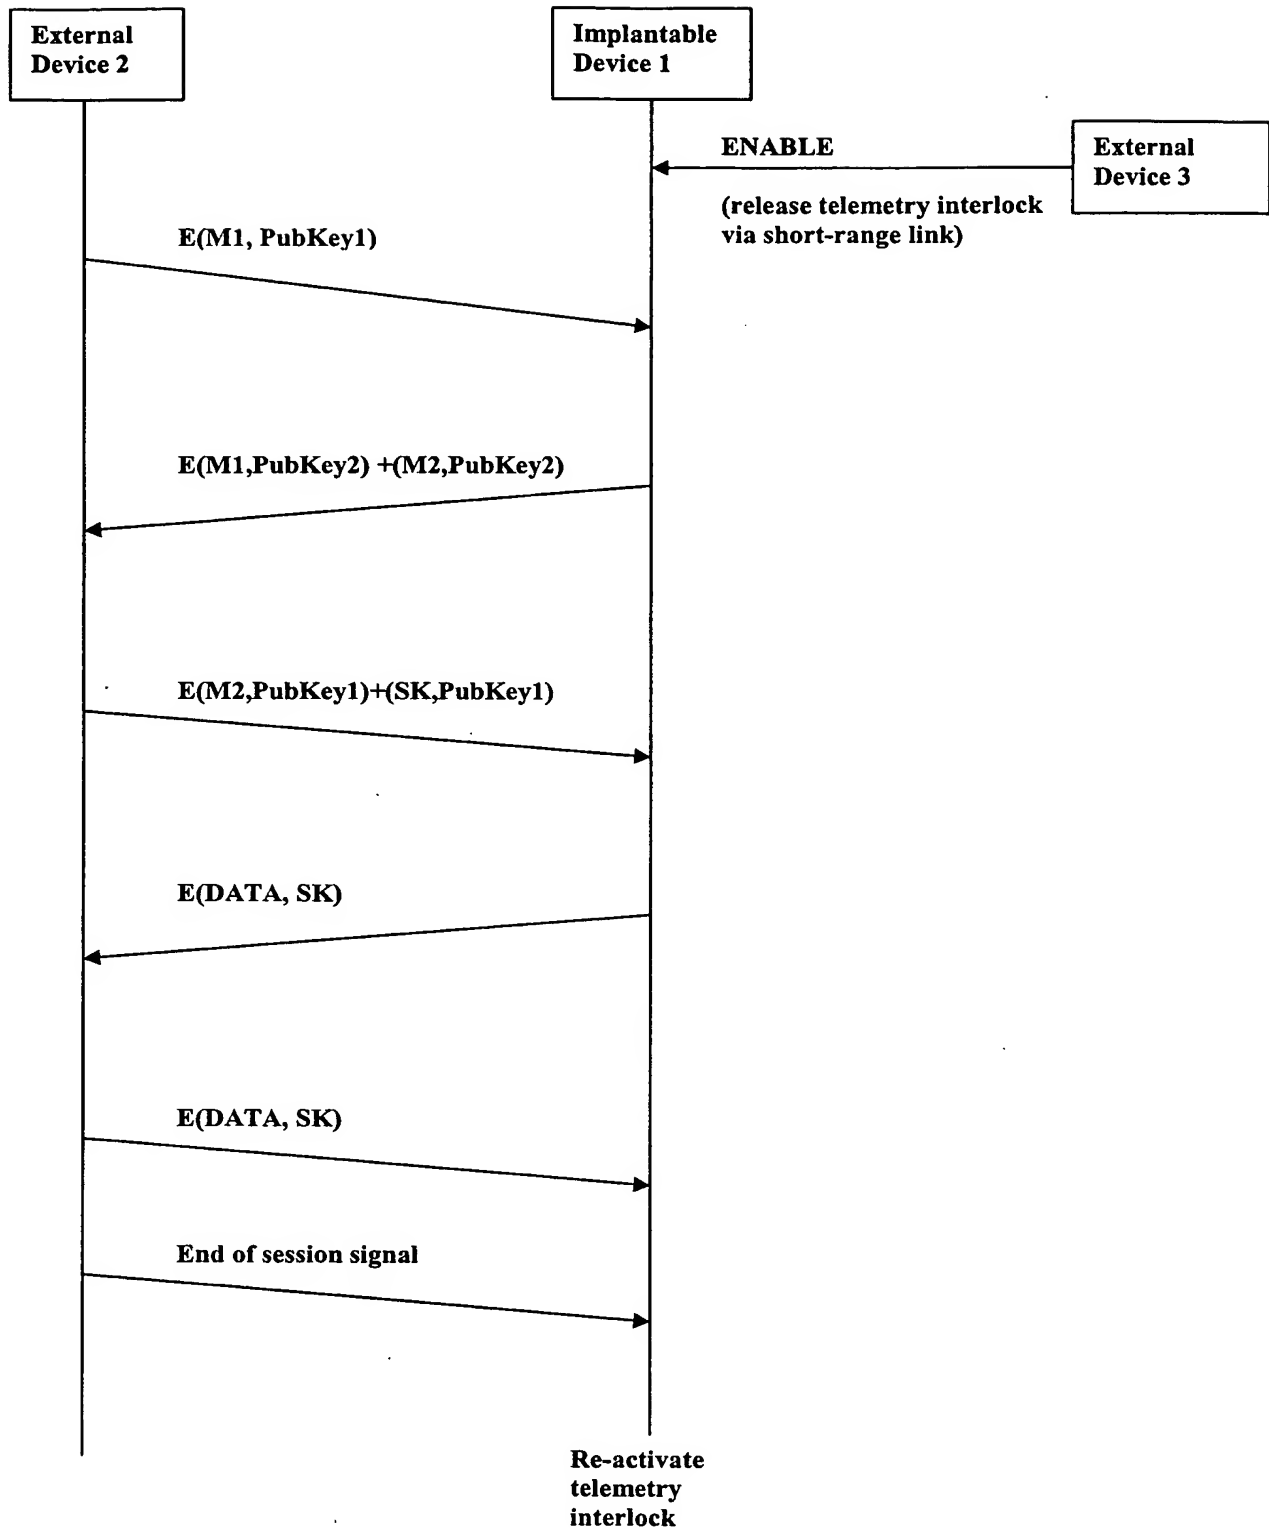 External
Device 2
Implantable
Device 1
ENABLE
External
Device 3
(release telemetry interlock
via short-range link)
E(M1, PubKey1)
E(M1,PubKey2) +(M2,PubKey2)
E(M2,PubKey1)+(SK,PubKey1)
E(DATA, SK)
E(DATA, SK)
End of session signal
Re-activate
telemetry
interlock